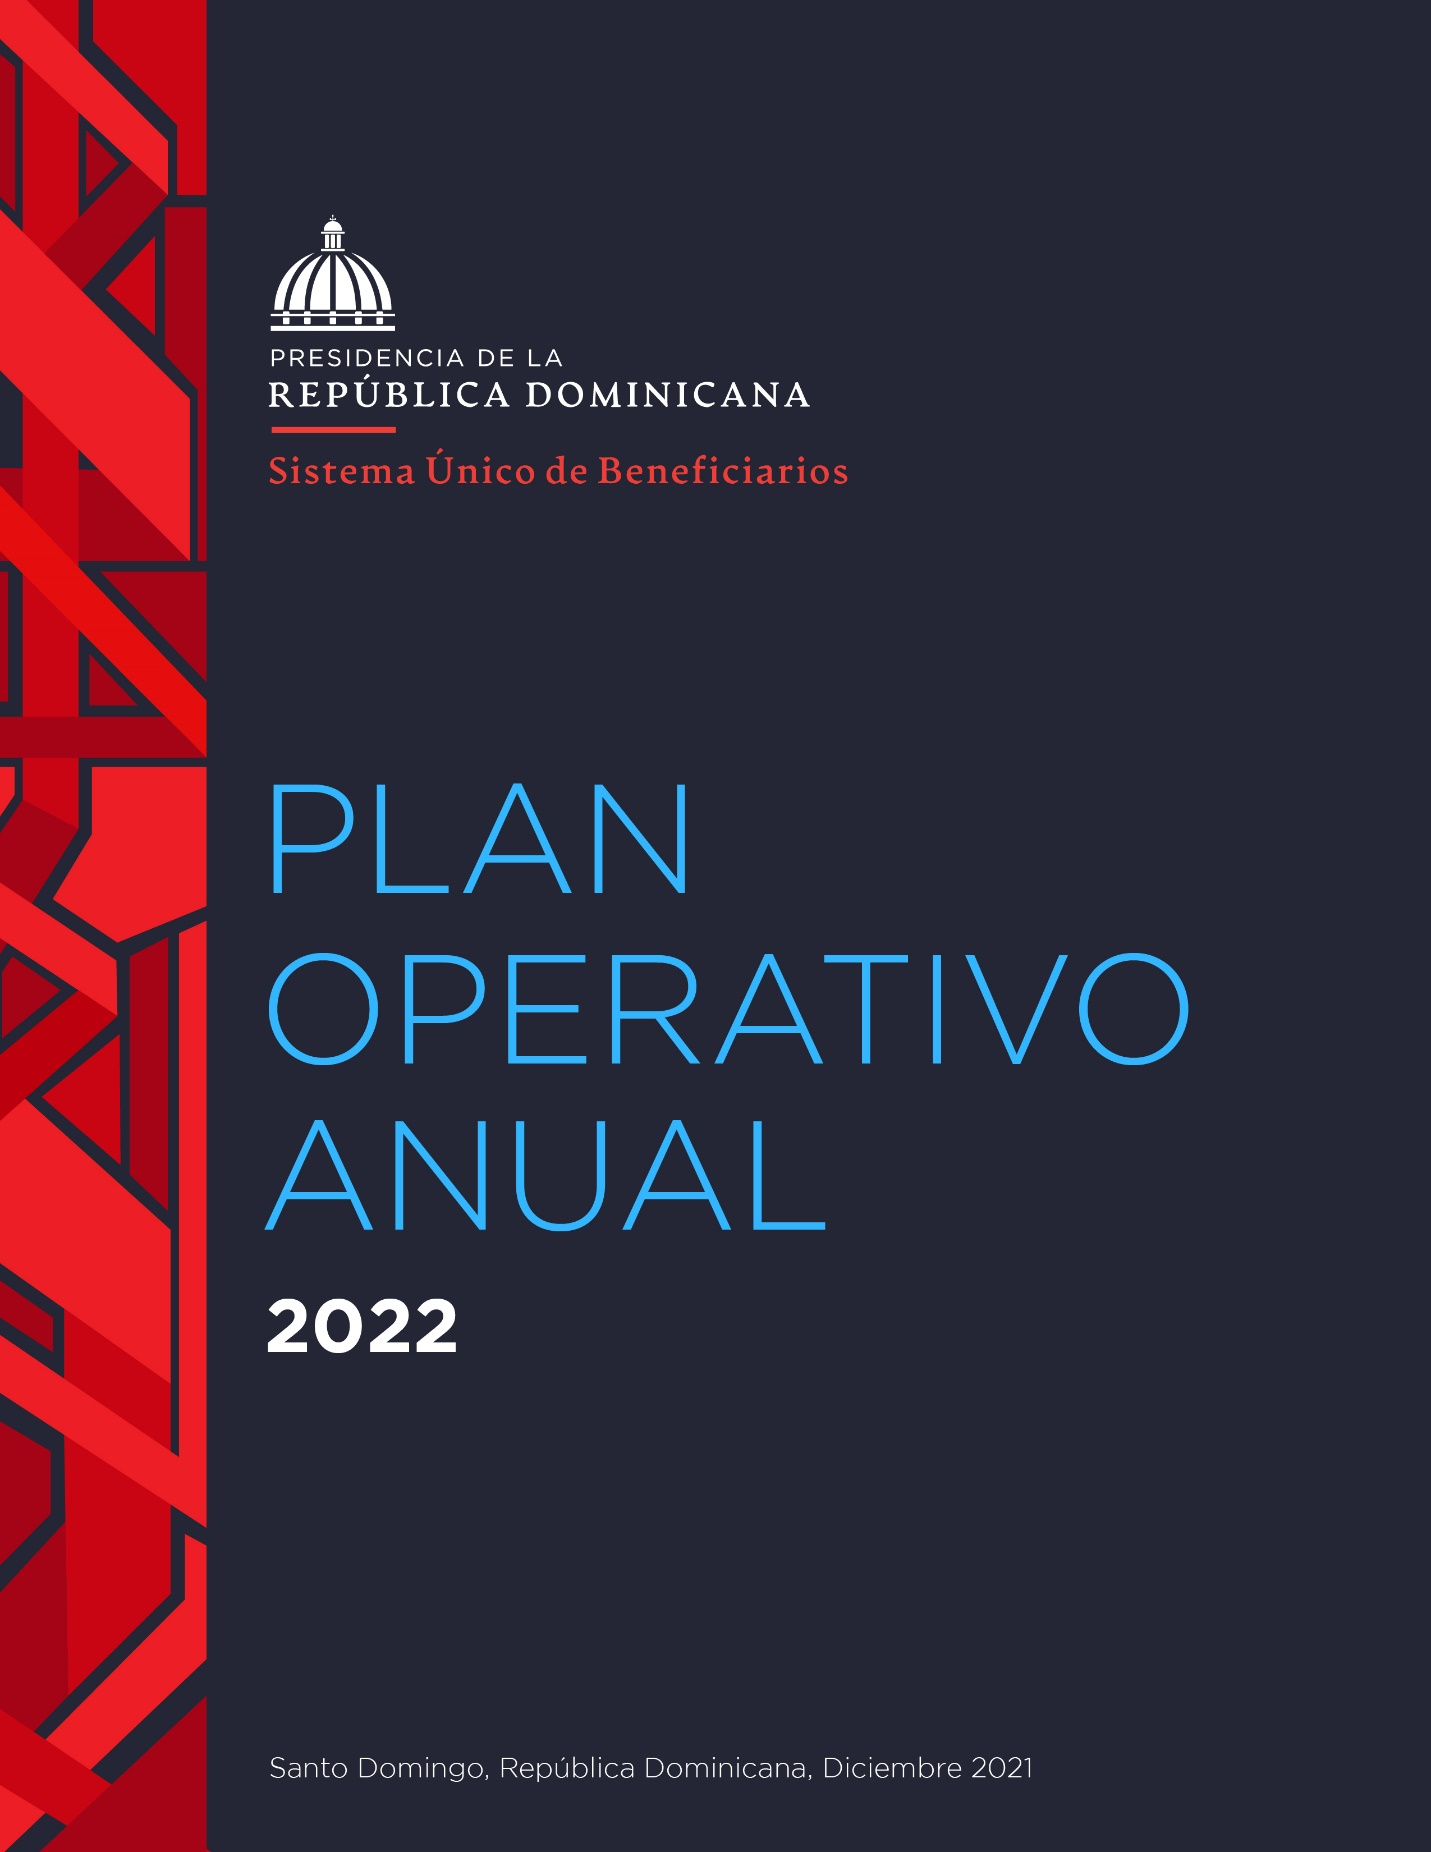 PRESIDENCIA DE LA
REPÚBLICA DOMINICANA
Sistema Único de Beneficiarios
PLAN
OPERATIVO
ANUAL
2022
Santo Domingo, República Dominicana, Diciembre 2021